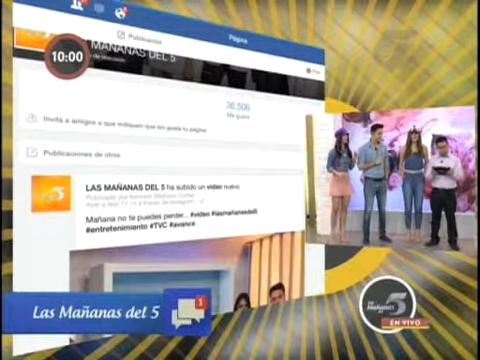 Publicación
Página
10:00
MAÑANAS DEL 5
36,506
Me gusta
Invita a amigos a que indiquen que les gusta tu página
Publicaciones de otros
LAS MAÑANAS DEL 5 ha subido un video nuevo.
Mañana no te puedes perder... #video #lasmañanasdel5
#entretenimiento #TVC #avance
Las Mañanas del 5
1
5
EN VIVO